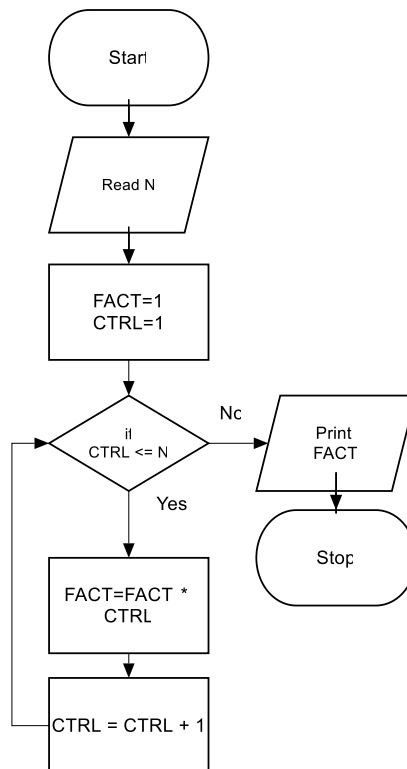 Start
Read N
FACT=1
CTRL=1
if
CTRL <= N
No
Print
FACT
Yes
Stop
FACT=FACT *
CTRL
CTRL = CTRL + 1